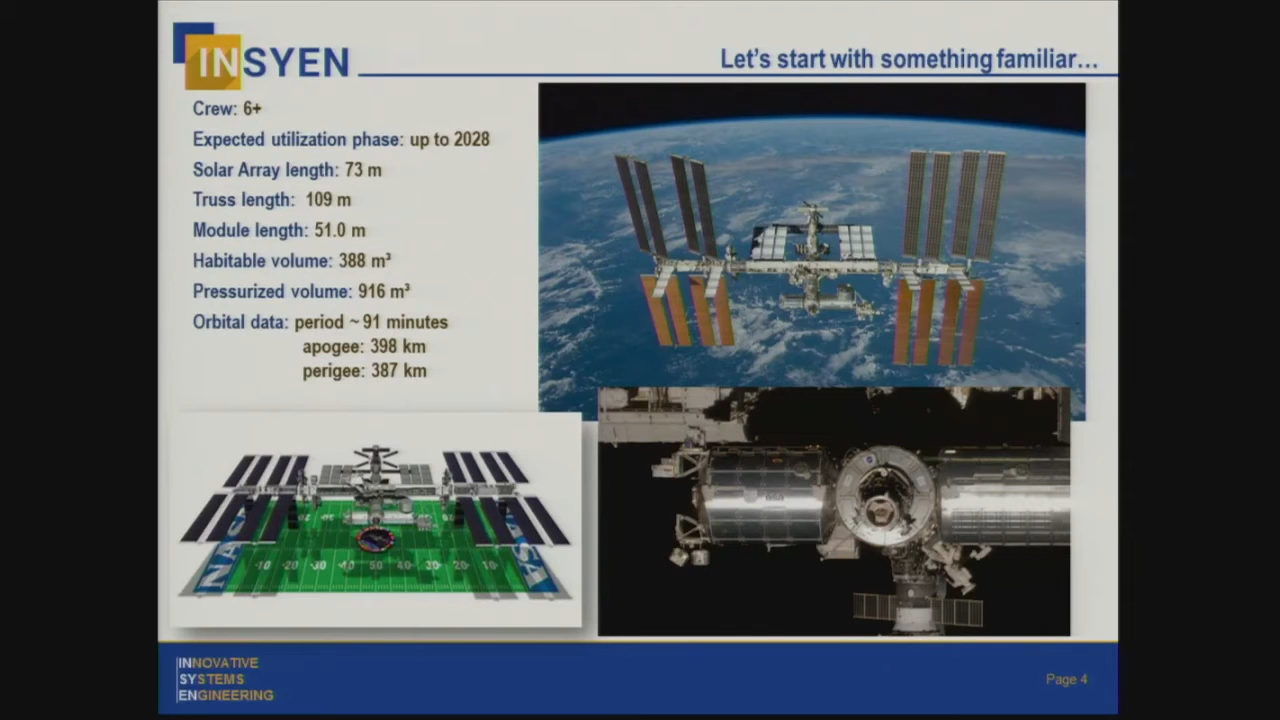 INSYEN
Let's start with something familiar...
Crew: 6+
Expected utilization phase: up to 2028
Solar Array length: 73 m
Truss length: 109 m
Module length: 51.0 m
Habitable volume: 388 m³
Pressurized volume: 916 m³
Orbital data: period ~ 91 minutes
apogee: 398 km
perigee: 387 km
NASA
10 20 30 40 50 40 30 20 10
INNOVATIVE
SYSTEMS
ENGINEERING
Page 4